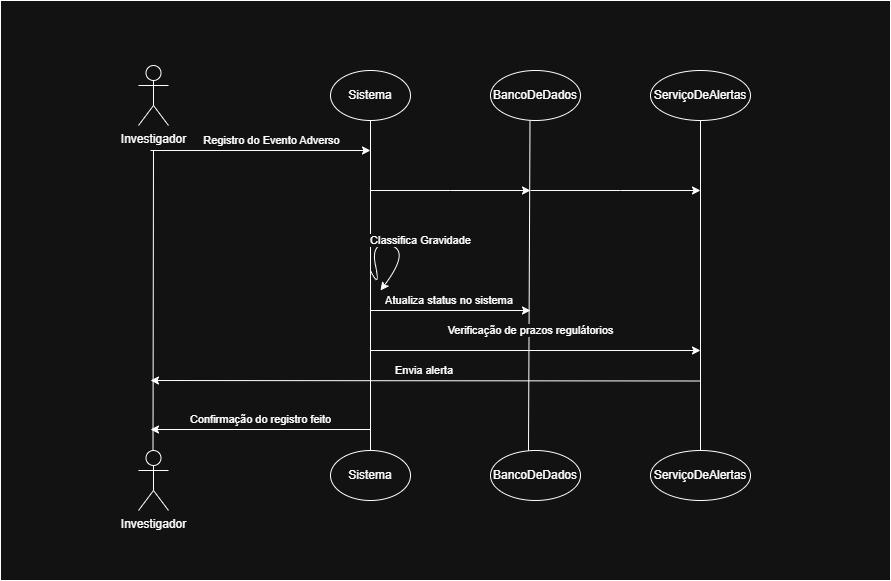 Sistema
BancoDeDados
ServiçoDeAlertas
Investigador
Registro do Evento Adverso
Classifica Gravidade
Atualiza status no sistema
Verificação de prazos regulátorios
Envia alerta
Confirmação do registro feito
Sistema
BancoDeDados
ServiçoDeAlertas
Investigador